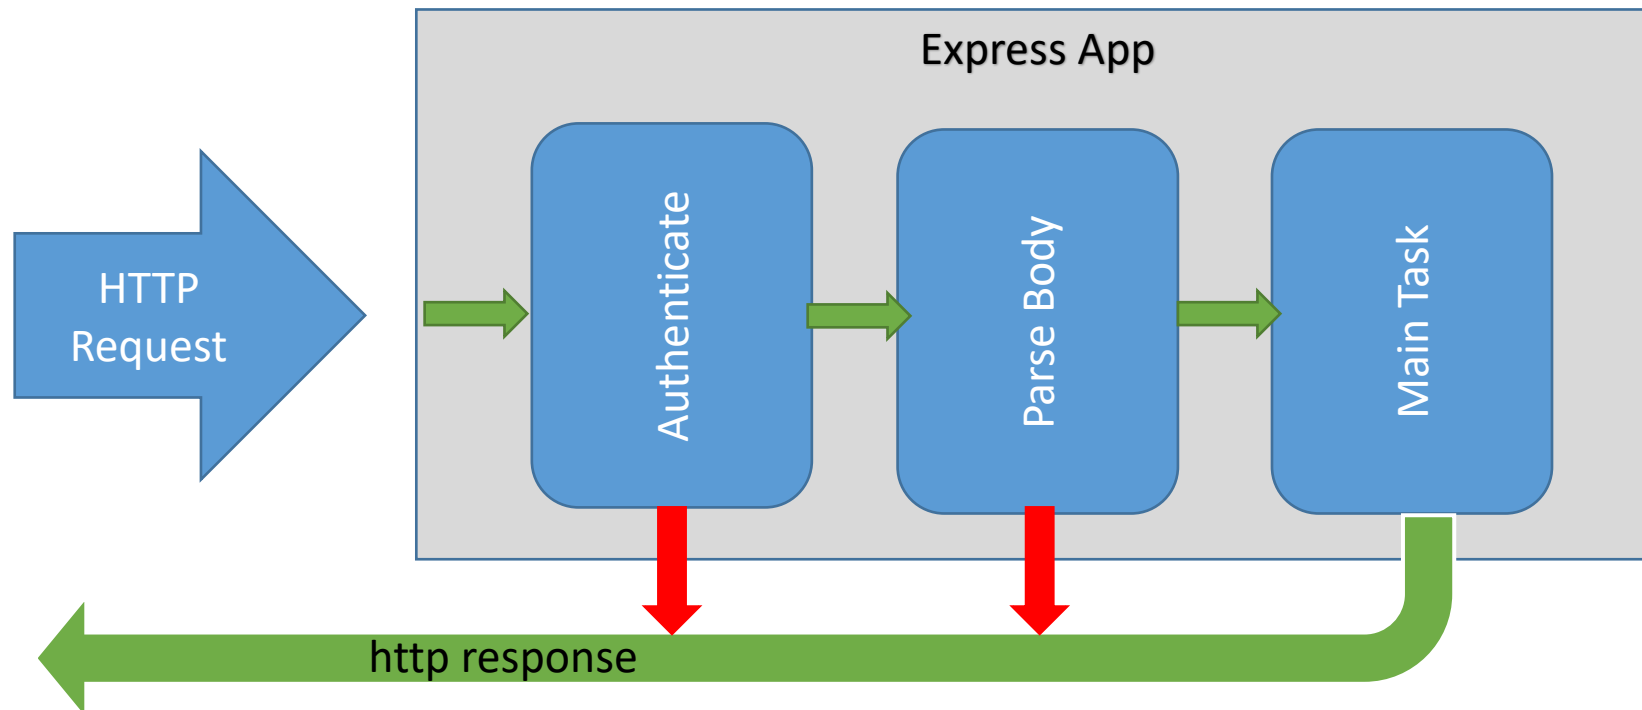 Express App
HTTP
Request
Authenticate
Parse Body
Main Task
http response